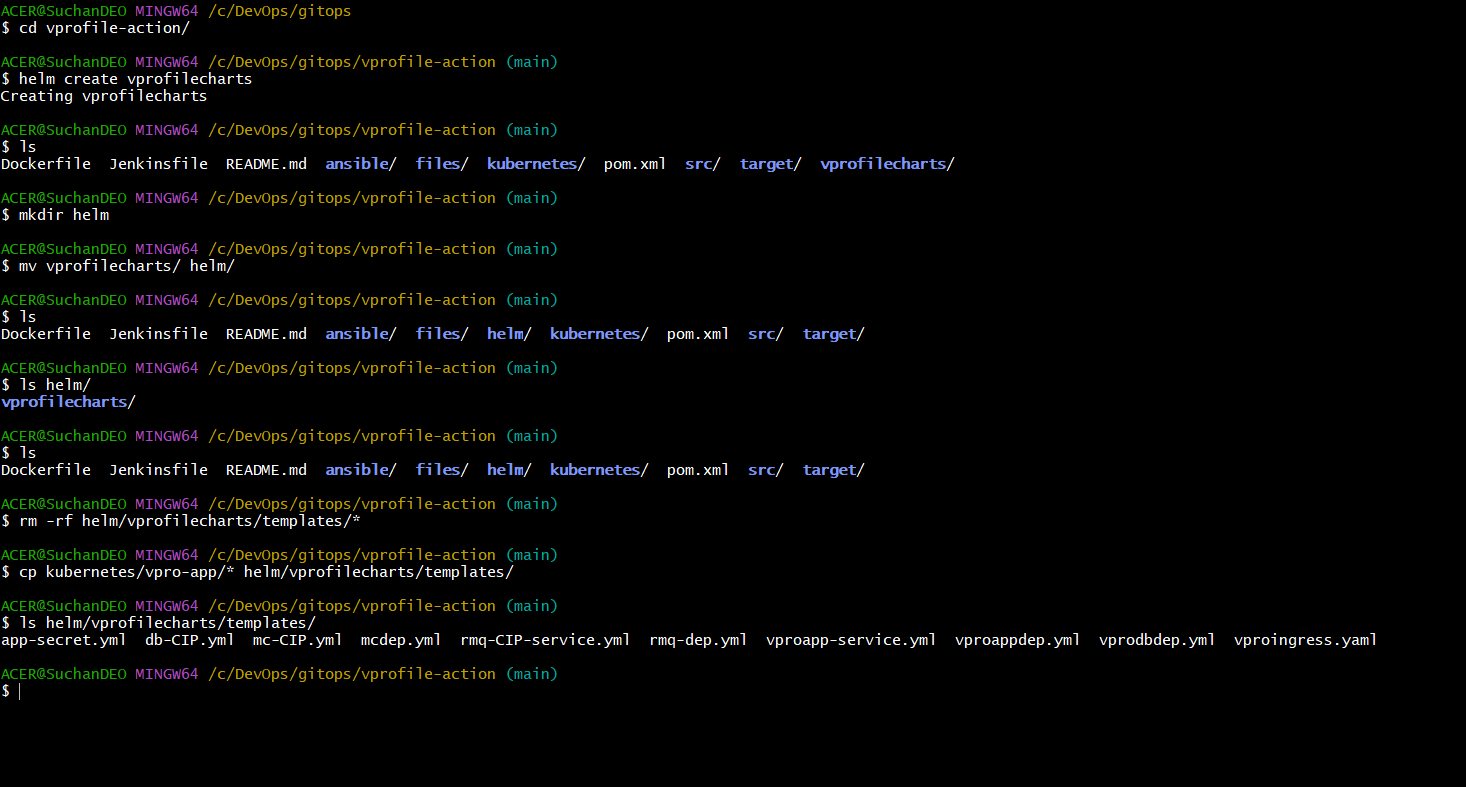 ACER@SuchanDEO MINGW64 /c/DevOps/gitops
$ cd vprofile-action/
ACER@SuchanDEO MINGW64 /c/DevOps/gitops/vprofile-action (main)
$ helm create vprofilecharts
Creating vprofilecharts
ACER@SuchanDEO MINGW64 /c/DevOps/gitops/vprofile-action (main)
$ ls
Dockerfile  Jenkinsfile  README.md  ansible/  files/  kubernetes/  pom.xml  src/  target/  vprofilecharts/
ACER@SuchanDEO MINGW64 /c/DevOps/gitops/vprofile-action (main)
$ mkdir helm
ACER@SuchanDEO MINGW64 /c/DevOps/gitops/vprofile-action (main)
$ mv vprofilecharts/ helm/
ACER@SuchanDEO MINGW64 /c/DevOps/gitops/vprofile-action (main)
$ ls
Dockerfile  Jenkinsfile  README.md  ansible/  files/  helm/  kubernetes/  pom.xml  src/  target/
ACER@SuchanDEO MINGW64 /c/DevOps/gitops/vprofile-action (main)
$ ls helm/
vprofilecharts/
ACER@SuchanDEO MINGW64 /c/DevOps/gitops/vprofile-action (main)
$ ls
Dockerfile  Jenkinsfile  README.md  ansible/  files/  helm/  kubernetes/  pom.xml  src/  target/
ACER@SuchanDEO MINGW64 /c/DevOps/gitops/vprofile-action (main)
$ rm -rf helm/vprofilecharts/templates/*
ACER@SuchanDEO MINGW64 /c/DevOps/gitops/vprofile-action (main)
$ cp kubernetes/vpro-app/* helm/vprofilecharts/templates/
ACER@SuchanDEO MINGW64 /c/DevOps/gitops/vprofile-action (main)
$ ls helm/vprofilecharts/templates/
app-secret.yml  db-CIP.yml  mc-CIP.yml  mcdep.yml  rmq-CIP-service.yml  rmq-dep.yml  vproapp-service.yml  vproappdep.yml  vprodbdep.yml  vproingress.yaml
ACER@SuchanDEO MINGW64 /c/DevOps/gitops/vprofile-action (main)
$